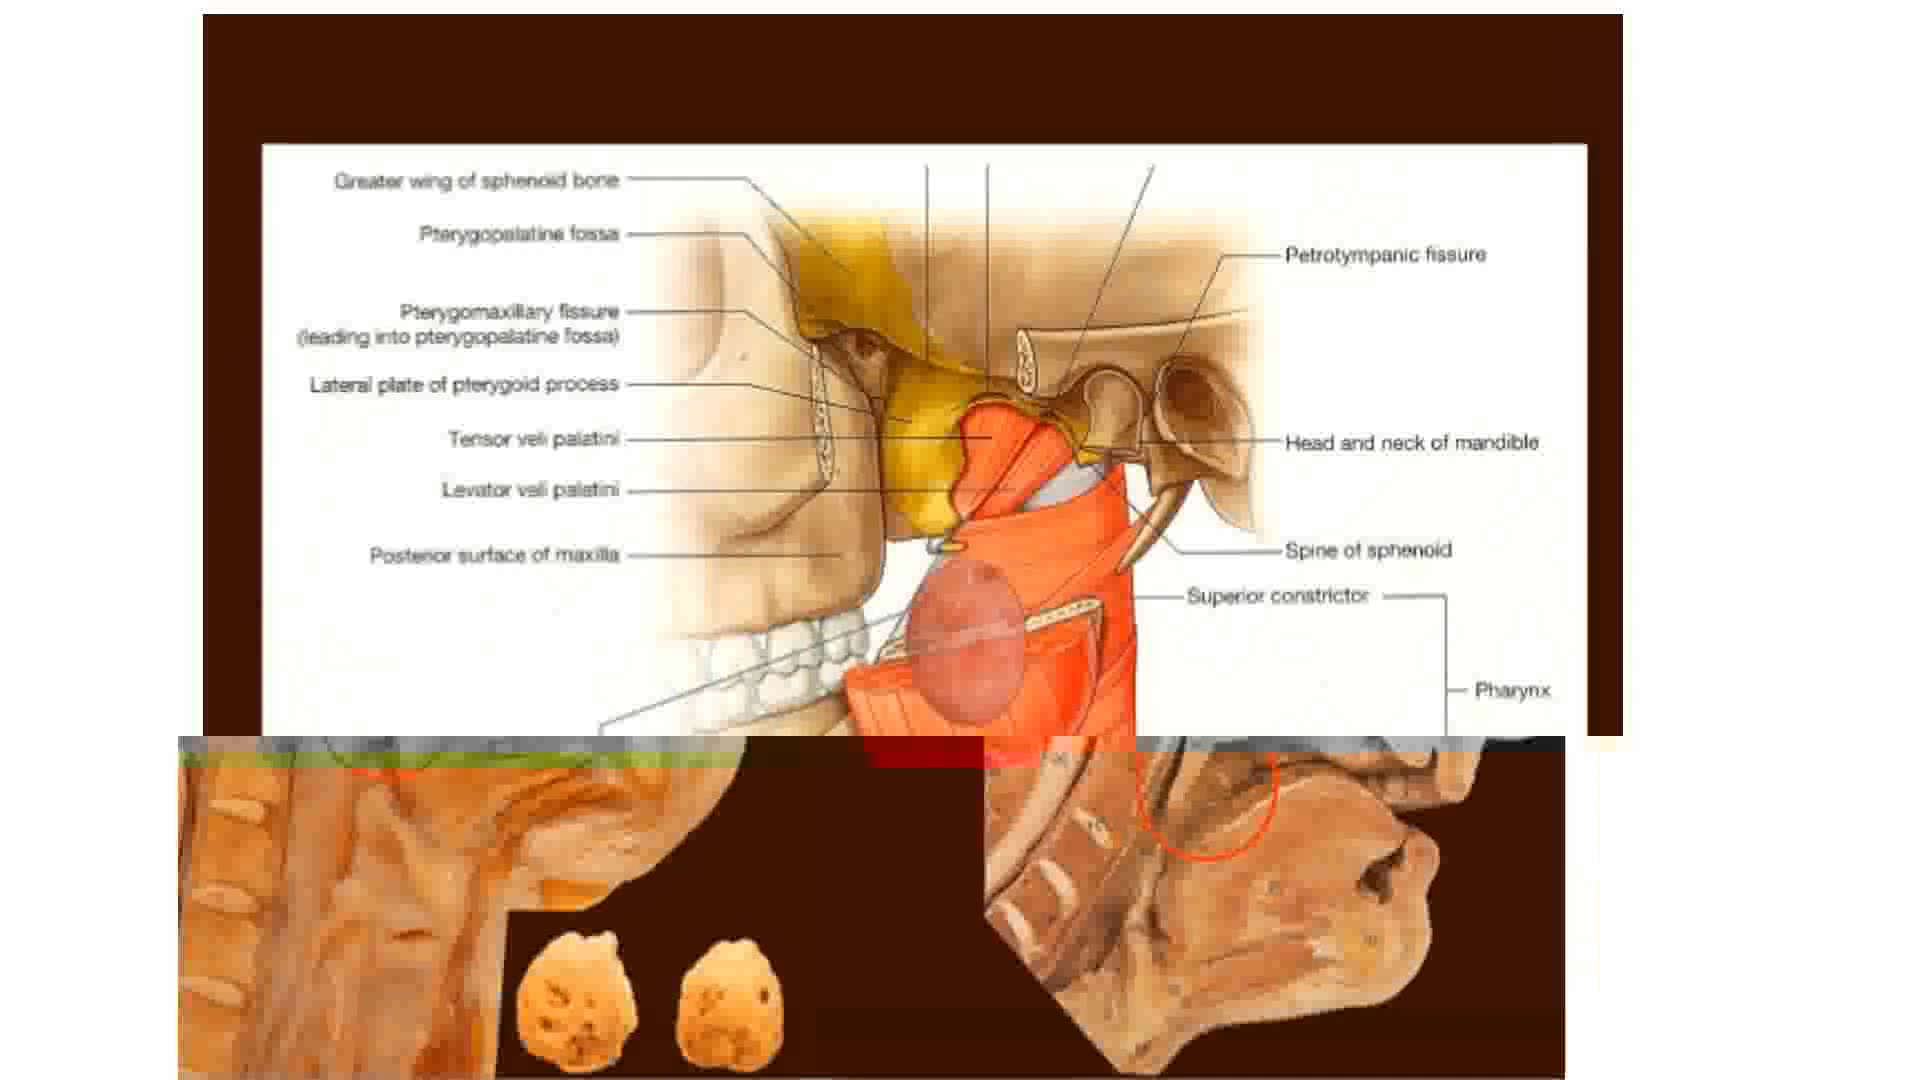 Greater wing of sphenoid bone
Pterygopalatine fossa
Pterygomaxillary fissure
(leading into pterygopalatine fossa)
Lateral plate of pterygoid process
Tensor veli palatini
Levator veli palatini
Posterior surface of maxilla
Petrotympanic fissure
Head and neck of mandible
Spine of sphenoid
Superior constrictor
Pharynx